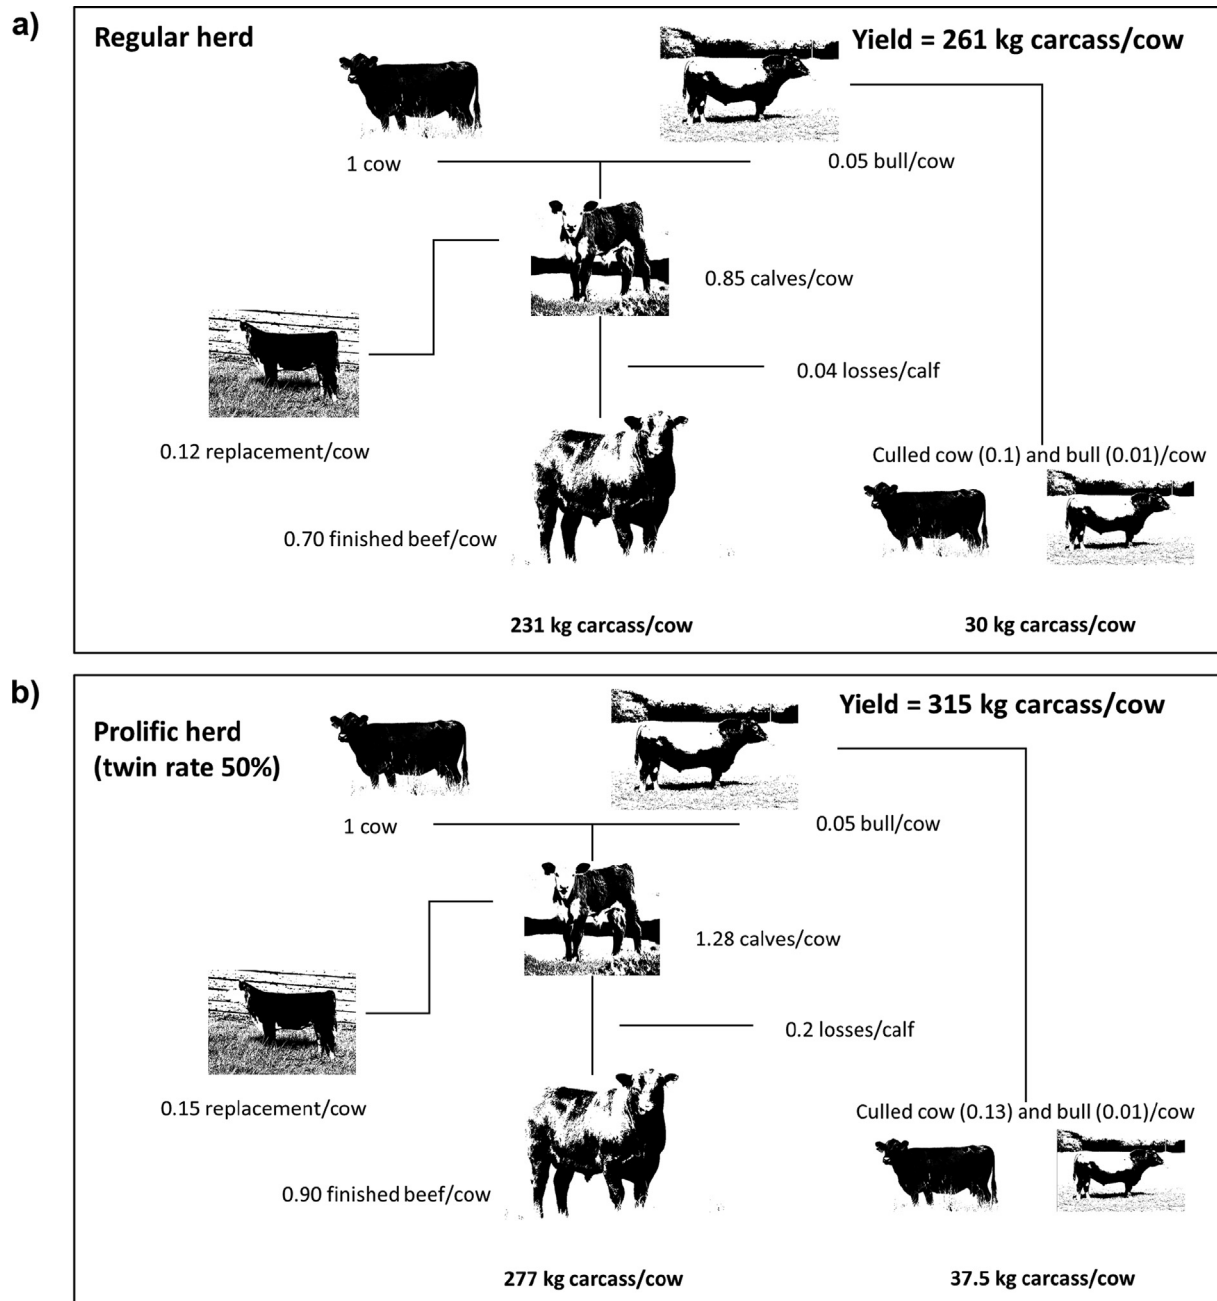 a)
Regular herd
Yield = 261 kg carcass/cow
1 cow
0.05 bull/cow
0.85 calves/cow
0.04 losses/calf
0.12 replacement/cow
Culled cow (0.1) and bull (0.01)/cow
0.70 finished beef/cow
231 kg carcass/cow
30 kg carcass/cow
b)
Prolific herd
(twin rate 50%)
Yield = 315 kg carcass/cow
1 cow
0.05 bull/cow
1.28 calves/cow
0.2 losses/calf
0.15 replacement/cow
Culled cow (0.13) and bull (0.01)/cow
0.90 finished beef/cow
277 kg carcass/cow
37.5 kg carcass/cow